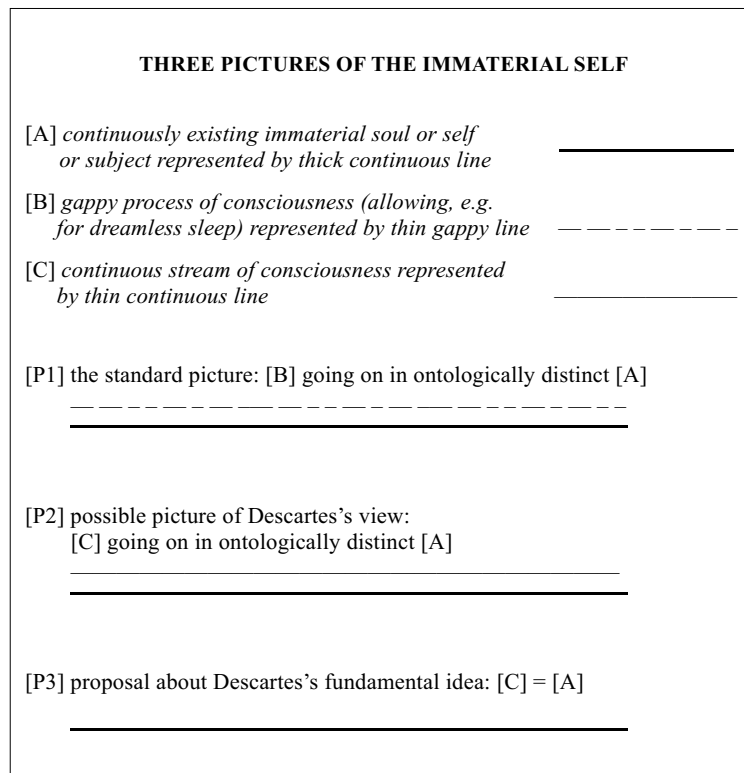 THREE PICTURES OF THE IMMATERIAL SELF
[A] continuously existing immaterial soul or self
or subject represented by thick continuous line
[B] gappy process of consciousness (allowing, e.g.
for dreamless sleep) represented by thin gappy line
[C] continuous stream of consciousness represented
by thin continuous line
[P1] the standard picture: [B] going on in ontologically distinct [A]
[P2] possible picture of Descartes’s view:
[C] going on in ontologically distinct [A]
[P3] proposal about Descartes’s fundamental idea: [C] = [A]